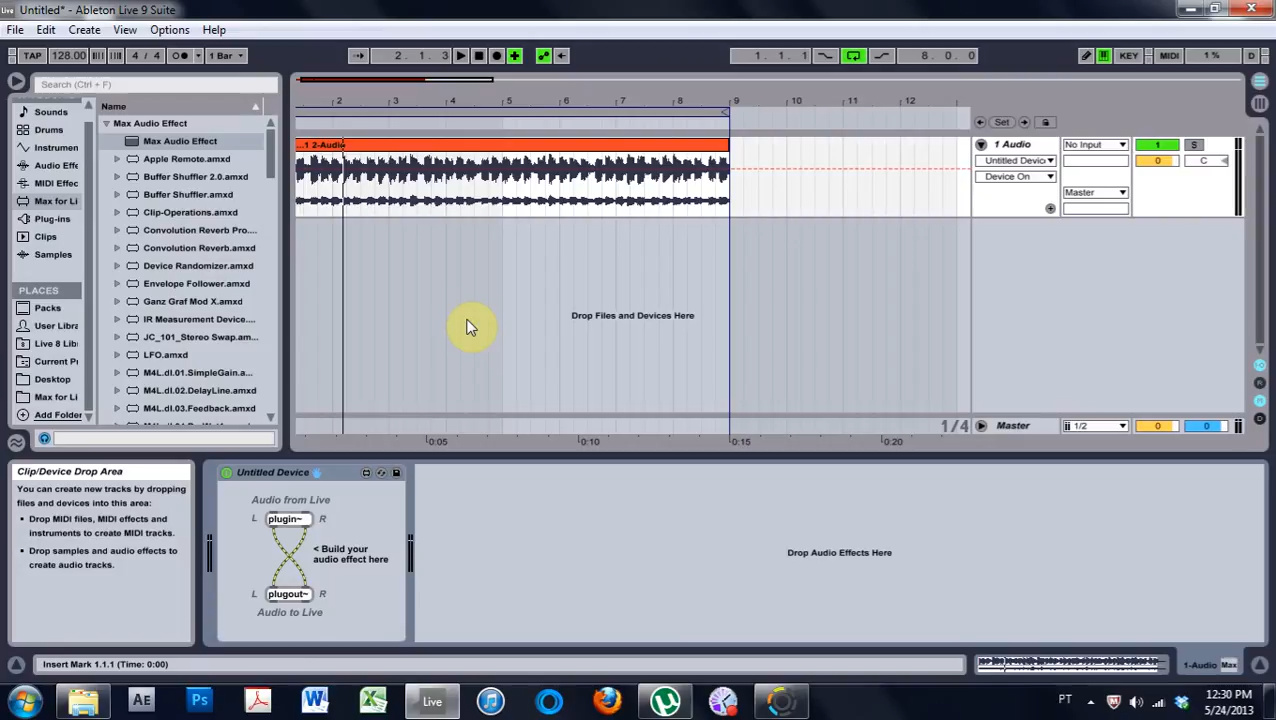 Untitled* - Ableton Live 9 Suite
File Edit Create View Options Help
TAP 128.00 4 / 4 1 Bar 2. 1. 3 1. 1. 1 8. 0. 0 KEY MIDI 1 % D
Search (Ctrl + F)
Name
Sounds
Drums
Instrumen
Audio Effe
MIDI Effec
Max for Li
Plug-ins
Clips
Samples
PLACES
Packs
User Libra
Live 8 Lib
Current Pr
Desktop
Max for Li
Add Folder
Max Audio Effect
Max Audio Effect
Apple Remote.amxd
Buffer Shuffler 2.0.amxd
Buffer Shuffler.amxd
Clip-Operations.amxd
Convolution Reverb Pro....
Convolution Reverb.amxd
Device Randomizer.amxd
Envelope Follower.amxd
Ganz Graf Mod X.amxd
IR Measurement Device....
JC_101_Stereo Swap.am...
LFO.amxd
M4L.dl.01.SimpleGain.a...
M4L.dl.02.DelayLine.amxd
M4L.dl.03.Feedback.amxd
2 3 4 5 6 7 8 9 10 11 12
Set
...1 2-Audio
Drop Files and Devices Here
1 Audio No Input 1 S
Untitled Devic 0 C
Device On
Master
1/4 Master 1/2 0 0
0:05 0:10 0:15 0:20
Clip/Device Drop Area
You can create new tracks by dropping
files and devices into this area:
Drop MIDI files, MIDI effects and
instruments to create MIDI tracks.
Drop samples and audio effects to
create audio tracks.
Untitled Device
Audio from Live
L plugin~ R
< Build your
audio effect here
L plugout~ R
Audio to Live
Drop Audio Effects Here
Insert Mark 1.1.1 (Time: 0:00)
1-Audio Max
Ae Ps W X Live
PT
12:30 PM
5/24/2013